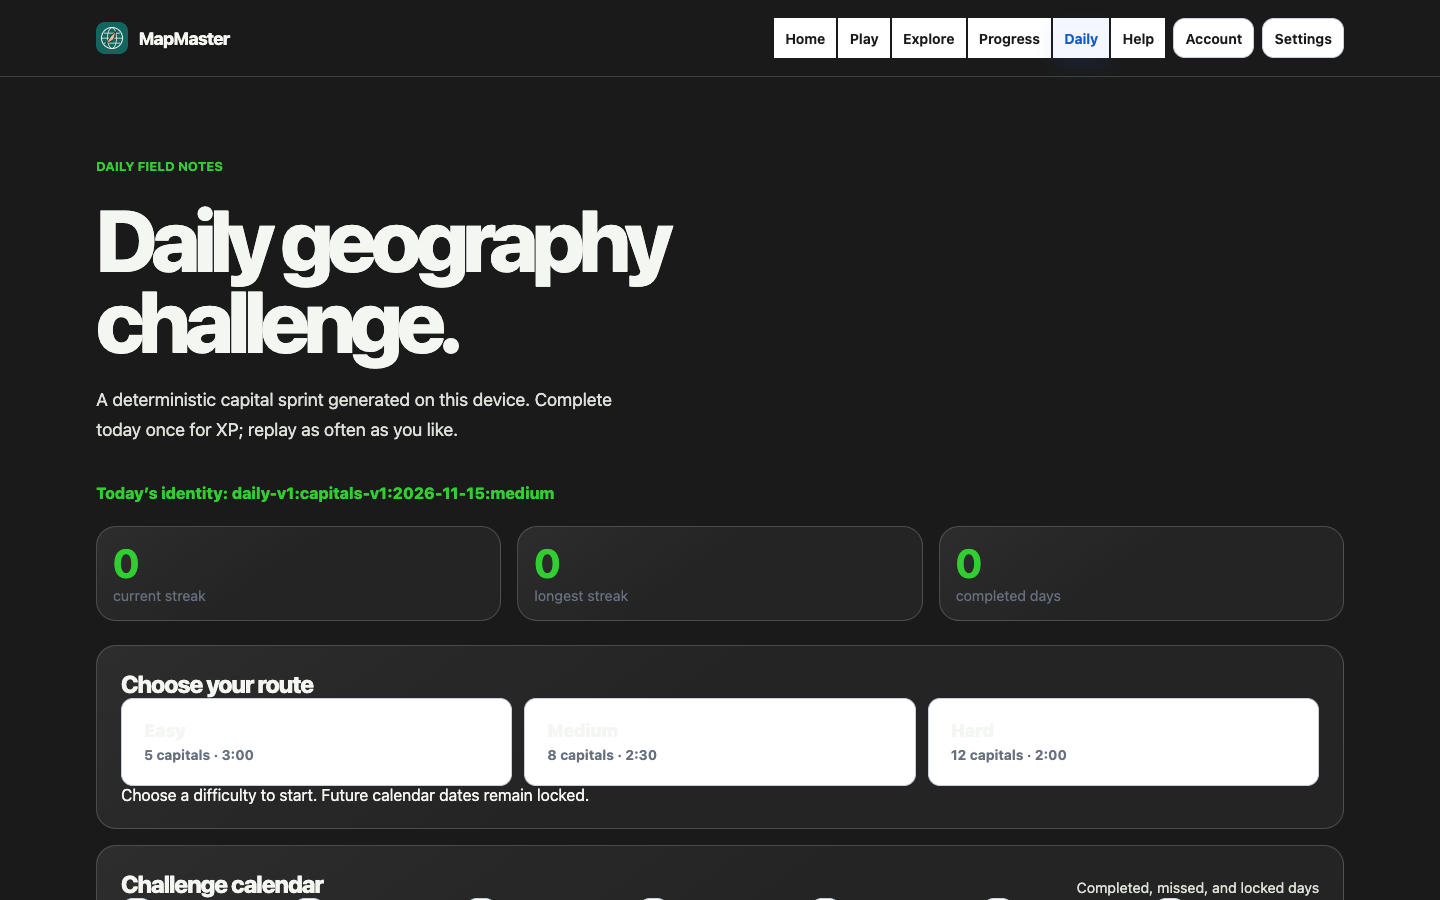 MapMaster
Home Play Explore Progress Daily Help Account Settings
DAILY FIELD NOTES
Daily geography
challenge.
A deterministic capital sprint generated on this device. Complete
today once for XP; replay as often as you like.
Today’s identity: daily-v1:capitals-v1:2026-11-15:medium
0
current streak
0
longest streak
0
completed days
Choose your route
Easy
5 capitals · 3:00
Medium
8 capitals · 2:30
Hard
12 capitals · 2:00
Choose a difficulty to start. Future calendar dates remain locked.
Challenge calendar
Completed, missed, and locked days